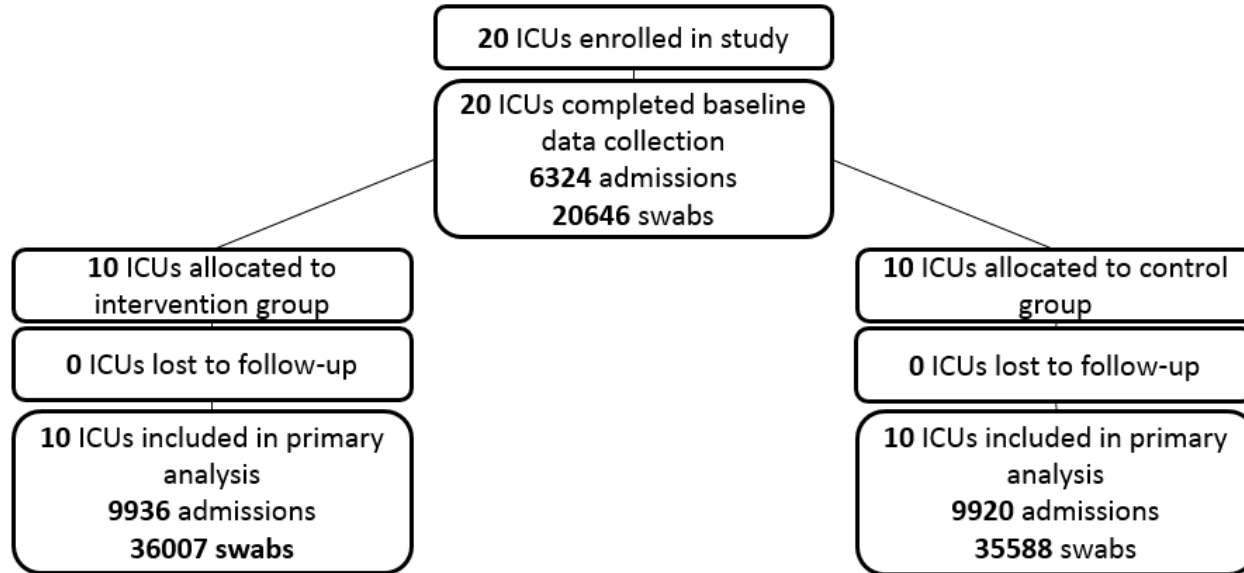 20 ICUs enrolled in study
20 ICUs completed baseline
data collection
6324 admissions
20646 swabs
10 ICUs allocated to
intervention group
0 ICUs lost to follow-up
10 ICUs included in primary
analysis
9936 admissions
36007 swabs
10 ICUs allocated to control
group
0 ICUs lost to follow-up
10 ICUs included in primary
analysis
9920 admissions
35588 swabs